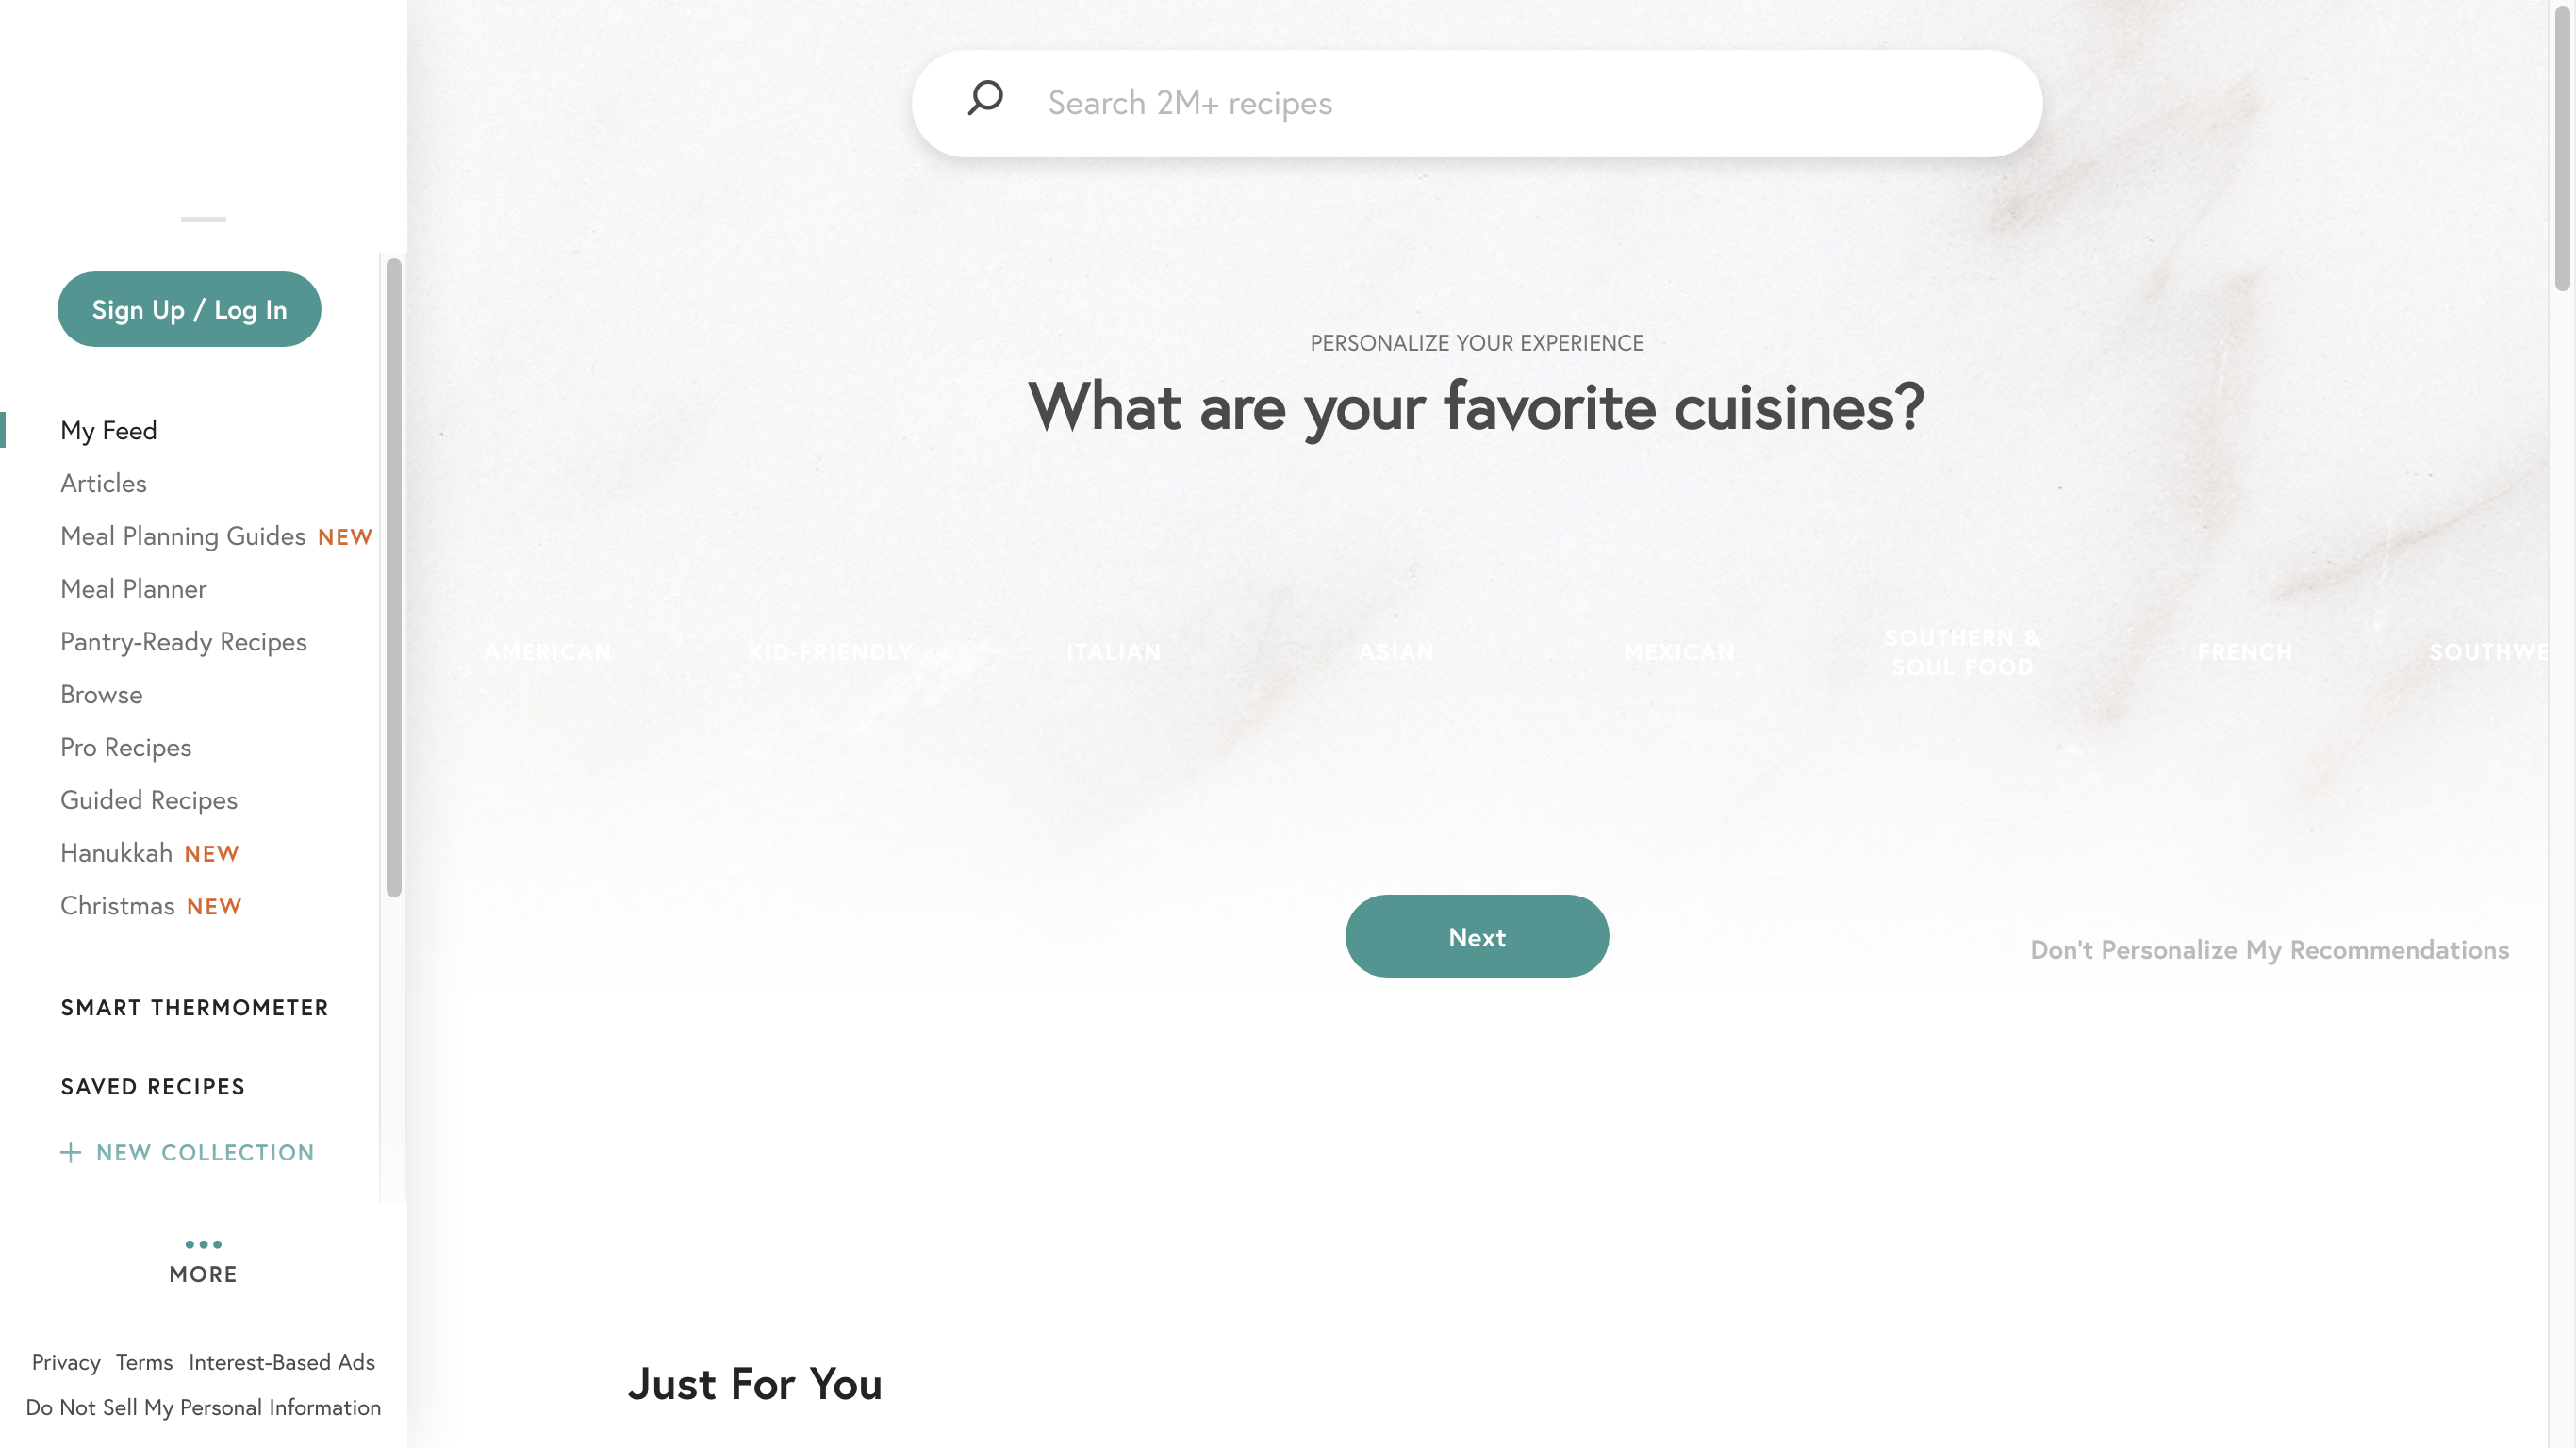 Search 2M+ recipes
Sign Up / Log In
My Feed
Articles
Meal Planning Guides NEW
Meal Planner
Pantry-Ready Recipes
Browse
Pro Recipes
Guided Recipes
Hanukkah NEW
Christmas NEW
SMART THERMOMETER
SAVED RECIPES
+ NEW COLLECTION
MORE
Privacy Terms Interest-Based Ads
Do Not Sell My Personal Information
PERSONALIZE YOUR EXPERIENCE
What are your favorite cuisines?
AMERICAN
KID-FRIENDLY
ITALIAN
ASIAN
MEXICAN
SOUTHERN &
SOUL FOOD
FRENCH
SOUTHWE
Next
Don't Personalize My Recommendations
Just For You